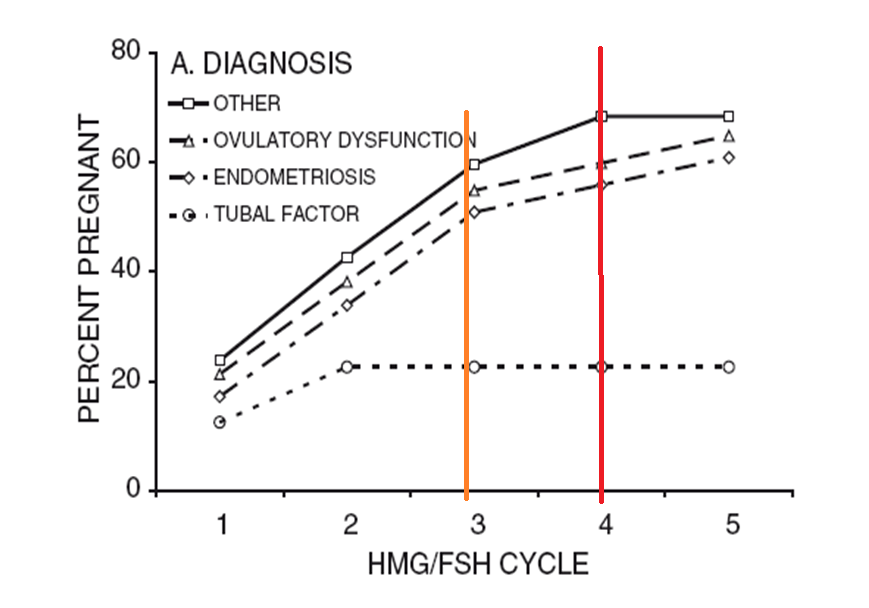 80
A. DIAGNOSIS
OTHER
OVULATORY DYSFUNCTION
60
ENDOMETRIOSIS
TUBAL FACTOR
PERCENT PREGNANT
40
20
0
1 2 3 4 5
HMG/FSH CYCLE